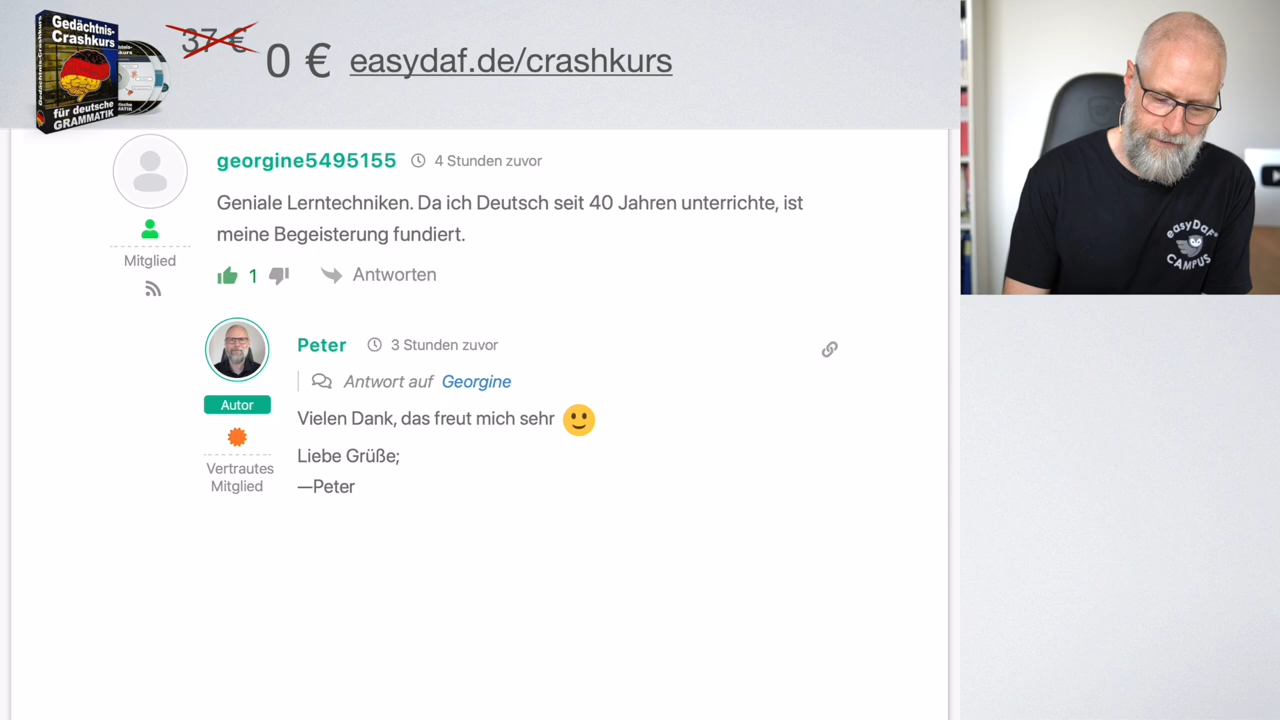 Gedächtnis-
Crashkurs
für deutsche
GRAMMATIK
37 €
0 €
easydaf.de/crashkurs
georgine5495155
4 Stunden zuvor
Geniale Lerntechniken. Da ich Deutsch seit 40 Jahren unterrichte, ist
meine Begeisterung fundiert.
Mitglied
1
Antworten
Peter
3 Stunden zuvor
Antwort auf Georgine
Autor
Vielen Dank, das freut mich sehr
Liebe Grüße;
Vertrautes
Mitglied
—Peter
easyDaF
CAMPUS